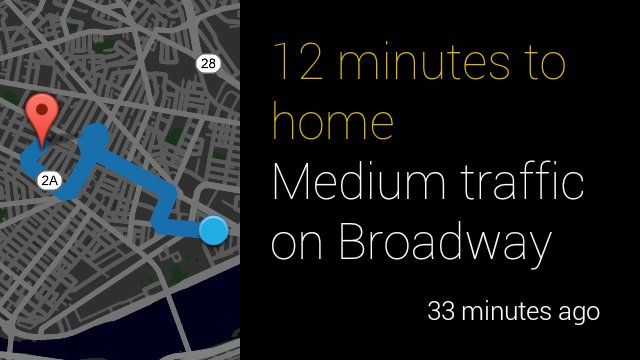 28
2A
12 minutes to
home
Medium traffic
on Broadway
33 minutes ago